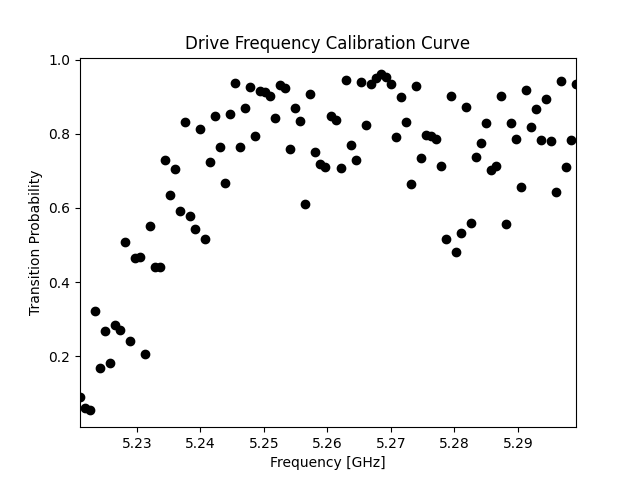 Drive Frequency Calibration Curve
1.0
0.8
0.6
0.4
0.2
Transition Probability
5.23 5.24 5.25 5.26 5.27 5.28 5.29
Frequency [GHz]